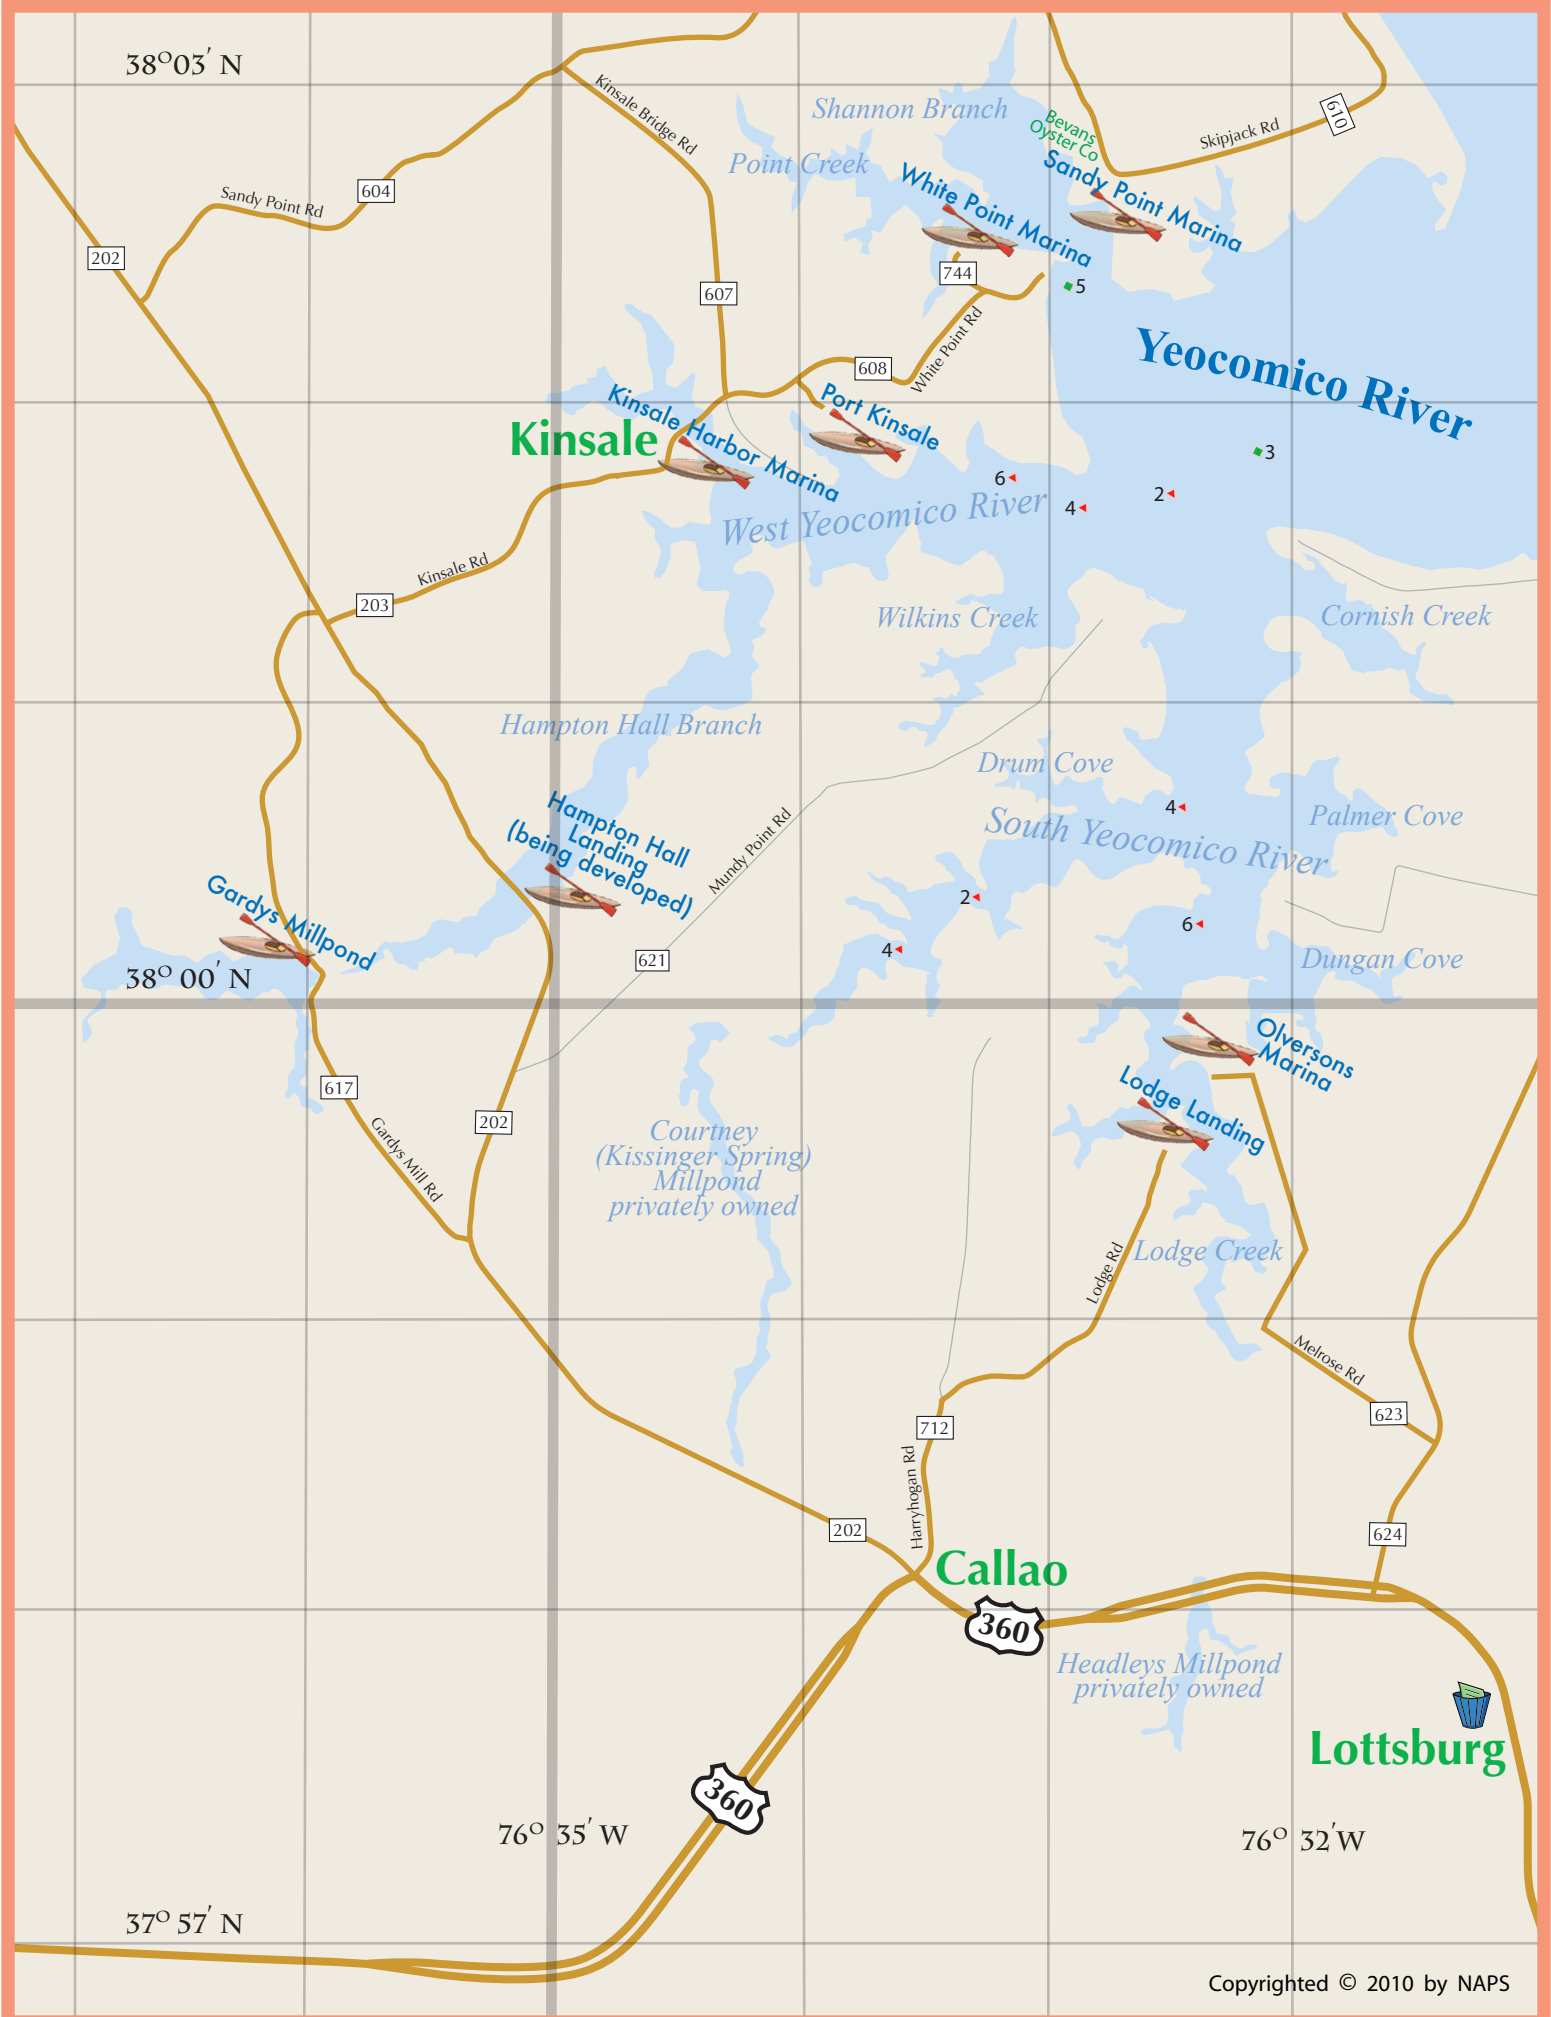 38° 03' N
Kinsale Bridge Rd
Shannon Branch
Bevans
Oyster Co
610
Skipjack Rd
Point Creek
Sandy Point Marina
White Point Marina
Sandy Point Rd
604
202
744
5
607
White Point Rd
608
Yeocomico River
Kinsale Harbor Marina
Port Kinsale
Kinsale
3
6
2
4
West Yeocomico River
Kinsale Rd
203
Wilkins Creek
Cornish Creek
Hampton Hall Branch
Drum Cove
4
Palmer Cove
South Yeocomico River
Hampton Hall
Landing
(being developed)
Mundy Point Rd
Gardys Millpond
2
6
4
621
Dungan Cove
38° 00' N
Olversons
Marina
Lodge Landing
617
202
Gardys Mill Rd
Courtney
(Kissinger Spring)
Millpond
privately owned
Lodge Creek
Lodge Rd
Melrose Rd
623
712
Harryhogan Rd
202
624
Callao
360
Headleys Millpond
privately owned
Lottsburg
360
76° 35' W
76° 32' W
37° 57' N
Copyrighted © 2010 by NAPS